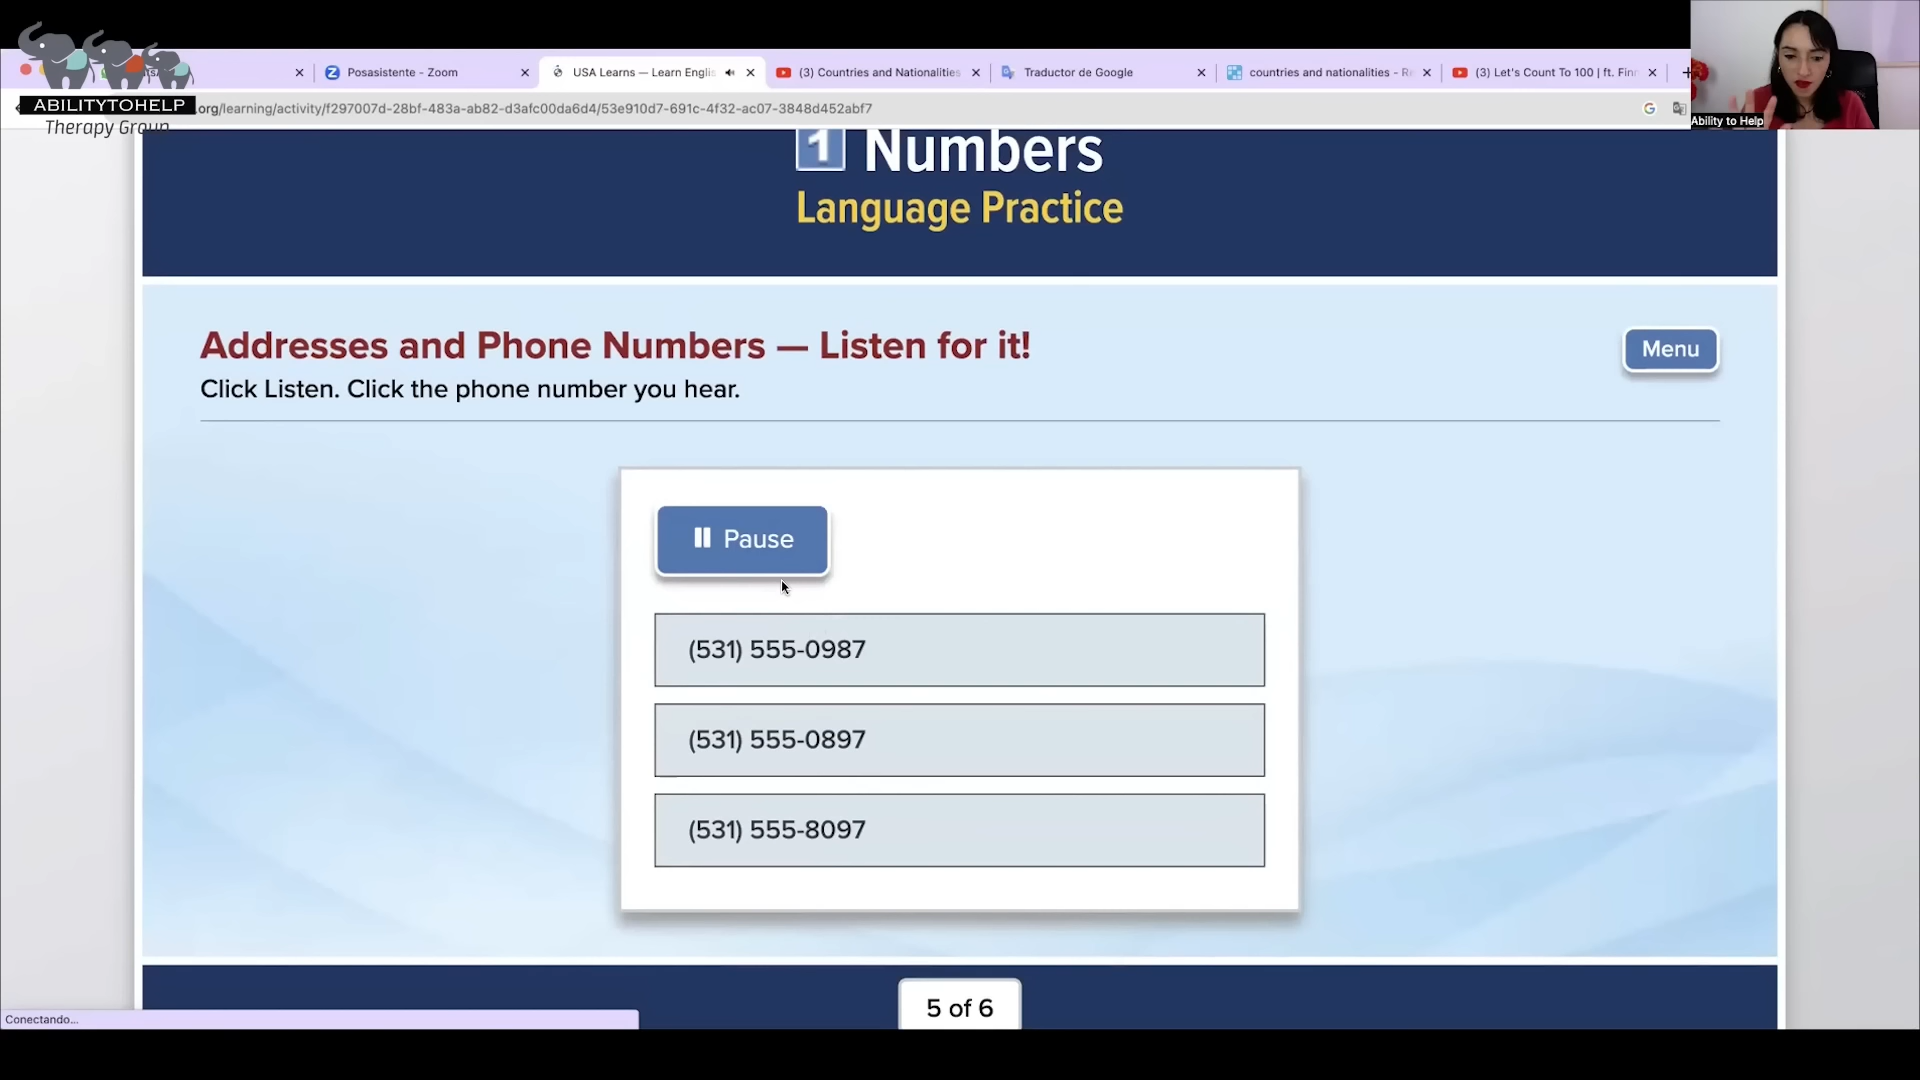 Posasistente - Zoom
USA Learns — Learn Englis
(3) Countries and Nationalities
Traductor de Google
countries and nationalities - R
(3) Let's Count To 100 | ft. Fin
ABILITYTOHELP
Therapy Group
.org/learning/activity/f297007d-28bf-483a-ab82-d3afc00da6d4/53e910d7-691c-4f32-ac07-3848d452abf7
Ability to Help
1 Numbers
Language Practice
Addresses and Phone Numbers — Listen for it!
Menu
Click Listen. Click the phone number you hear.
Pause
(531) 555-0987
(531) 555-0897
(531) 555-8097
5 of 6
Conectando...